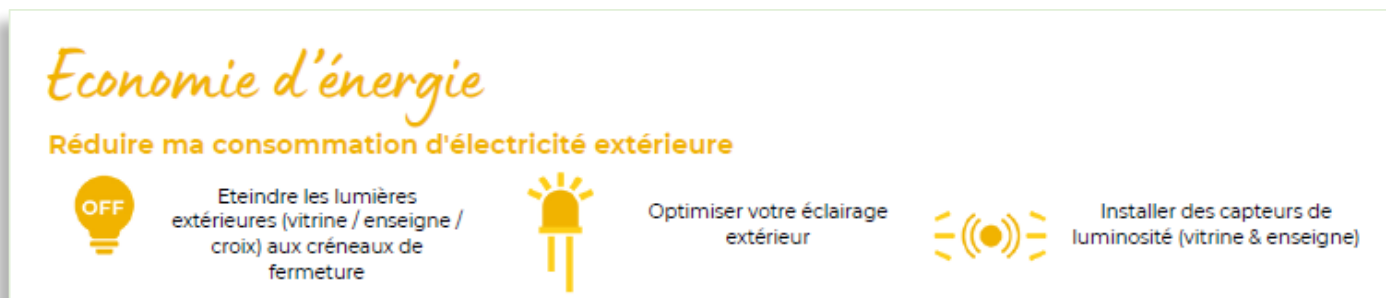 Economie d'énergie
Réduire ma consommation d'électricité extérieure
OFF
Eteindre les lumières
extérieures (vitrine / enseigne /
croix) aux créneaux de
fermeture
Optimiser votre éclairage
extérieur
Installer des capteurs de
luminosité (vitrine & enseigne)